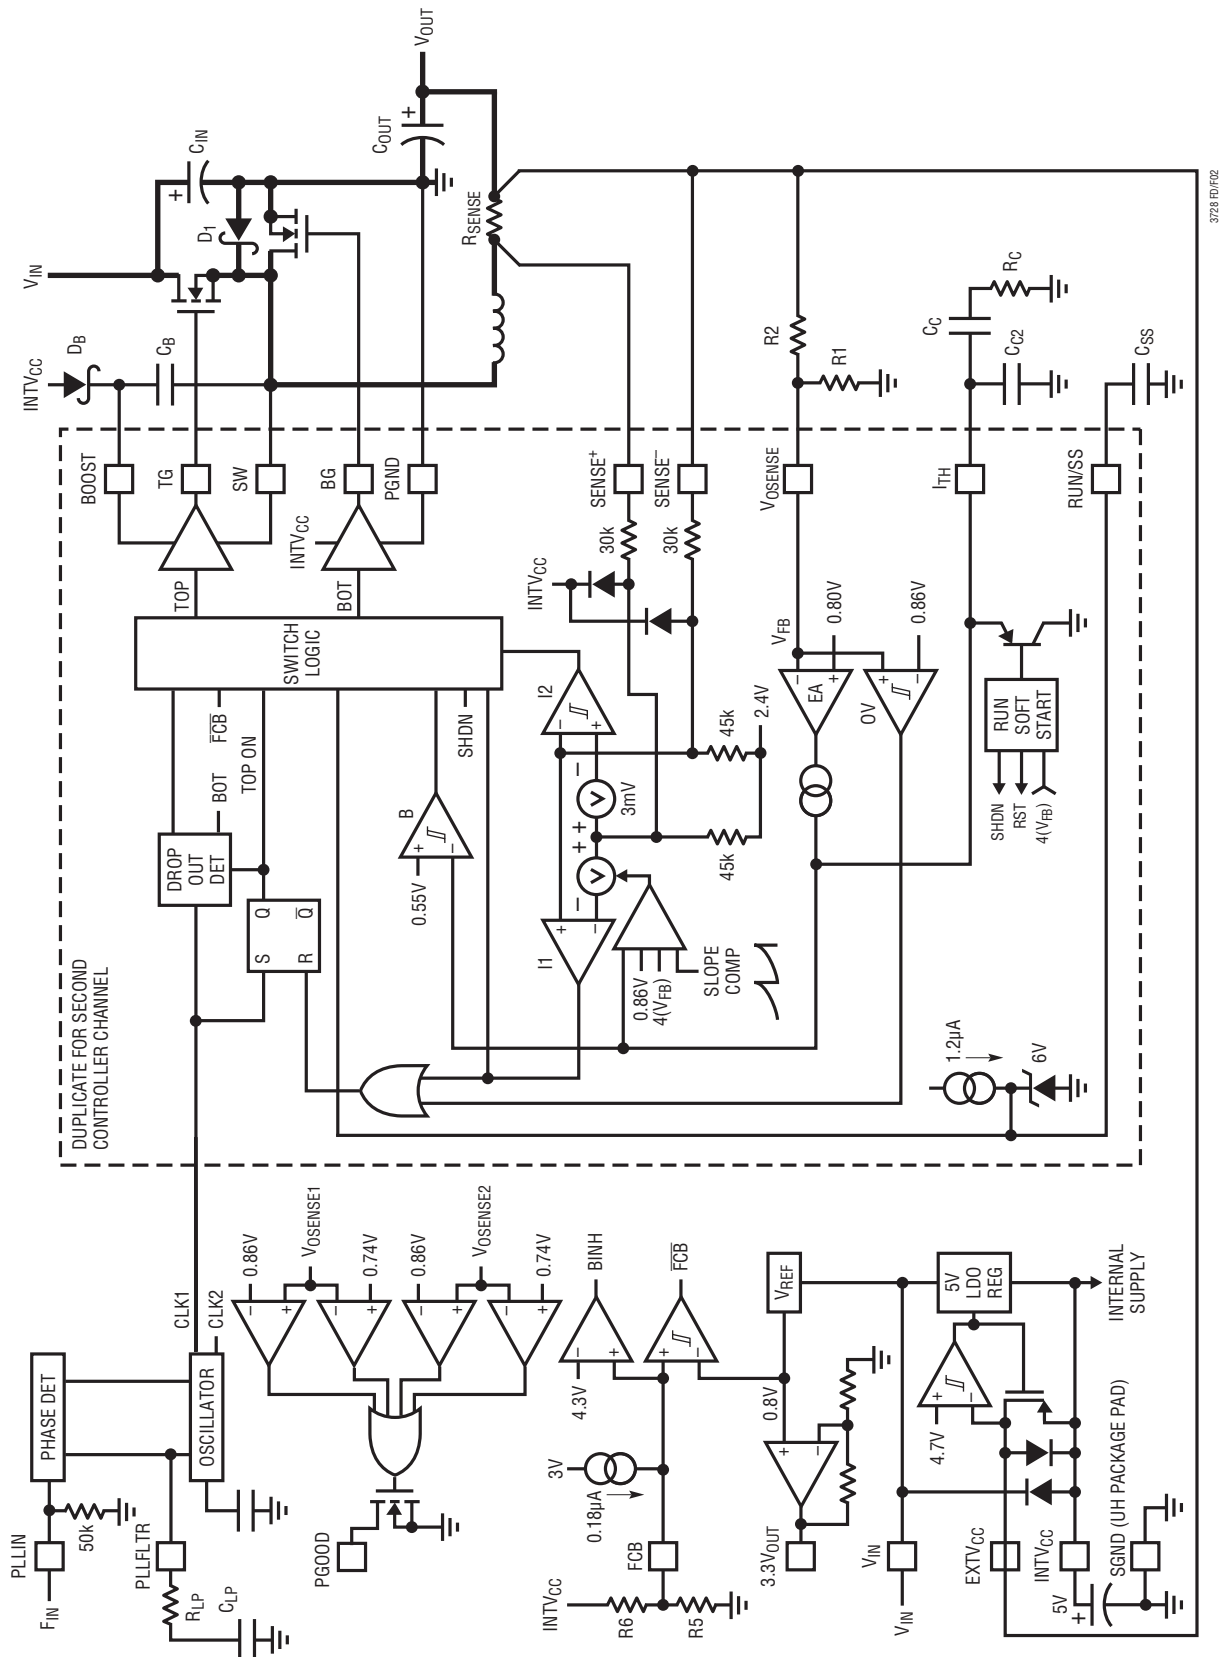 PLLIN
FIN
50k
PHASE DET
PLLFLTR
RLP
CLP
OSCILLATOR
CLK1
CLK2
DUPLICATE FOR SECOND
CONTROLLER CHANNEL
0.86V
VOSENSE1
0.74V
0.86V
VOSENSE2
0.74V
PGOOD
INTVCC
R6
R5
FCB
3V
0.18µA
4.3V
BINH
FCB
3.3VOUT
0.8V
VREF
VIN
VIN
4.7V
5V
LDO
REG
INTERNAL
SUPPLY
EXTVCC
INTVCC
5V
+
SGND (UH PACKAGE PAD)
DROP
OUT
DET
BOT
FCB
TOP ON
S
Q
R
Q
SWITCH
LOGIC
TOP
BOT
INTVCC
BOOST
TG
SW
BG
PGND
INTVCC
DB
CB
VIN
D1
CIN
+
COUT
+
VOUT
RSENSE
0.55V
B
SHDN
I1
I2
3mV
0.86V
4(VFB)
SLOPE
COMP
45k
45k
2.4V
INTVCC
30k
30k
SENSE+
SENSE–
VOSENSE
R2
R1
VFB
EA
0.80V
OV
0.86V
ITH
CC
RC
CC2
RUN
SOFT
START
SHDN
RST
4(VFB)
RUN/SS
CSS
1.2µA
6V
3728 FD/F02